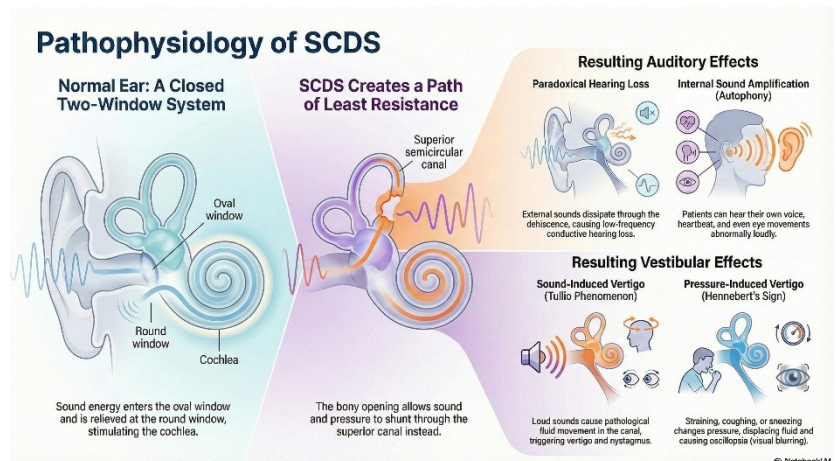 Pathophysiology of SCDS
Normal Ear: A Closed
Two-Window System
Oval
window
Round
window
Cochlea
Sound energy enters the oval window
and is relieved at the round window,
stimulating the cochlea.
SCDS Creates a Path
of Least Resistance
Superior
semicircular
canal
The bony opening allows sound
and pressure to shunt through the
superior canal instead.
Resulting Auditory Effects
Paradoxical Hearing Loss
External sounds dissipate through the
dehiscence, causing low-frequency
conductive hearing loss.
Internal Sound Amplification
(Autophony)
Patients can hear their own voice,
heartbeat, and even eye movements
abnormally loudly.
Resulting Vestibular Effects
Sound-Induced Vertigo
(Tullio Phenomenon)
Loud sounds cause pathological
fluid movement in the canal,
triggering vertigo and nystagmus.
Pressure-Induced Vertigo
(Hennebert's Sign)
Straining, coughing, or sneezing
changes pressure, displacing fluid and
causing oscillopsia (visual blurring).